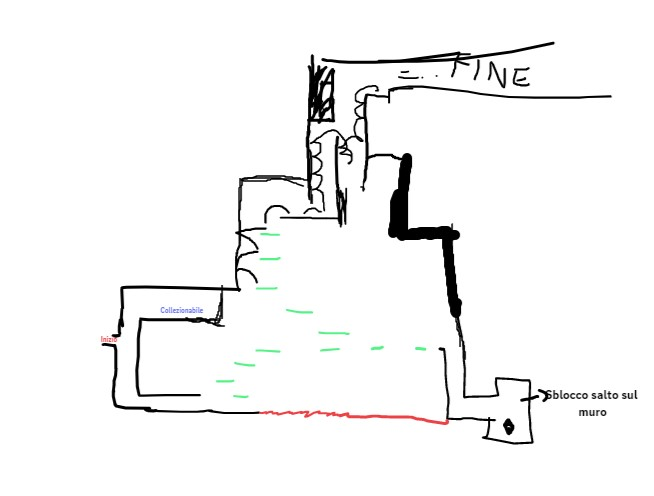 FINE
Collezionabile
Inizio
Sblocco salto sul
muro